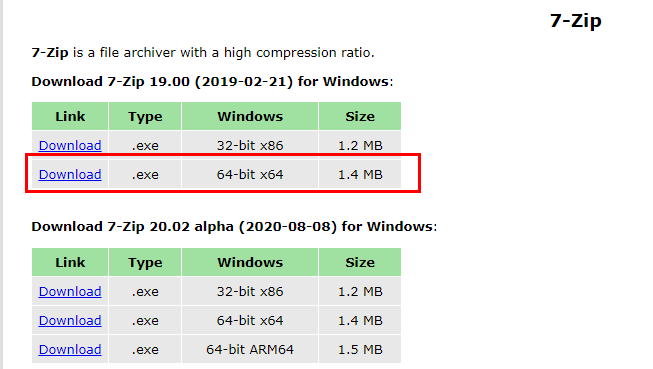 7-Zip
7-Zip is a file archiver with a high compression ratio.
Download 7-Zip 19.00 (2019-02-21) for Windows:
Link Type Windows Size
Download .exe 32-bit x86 1.2 MB
Download .exe 64-bit x64 1.4 MB
Download 7-Zip 20.02 alpha (2020-08-08) for Windows:
Link Type Windows Size
Download .exe 32-bit x86 1.2 MB
Download .exe 64-bit x64 1.4 MB
Download .exe 64-bit ARM64 1.5 MB